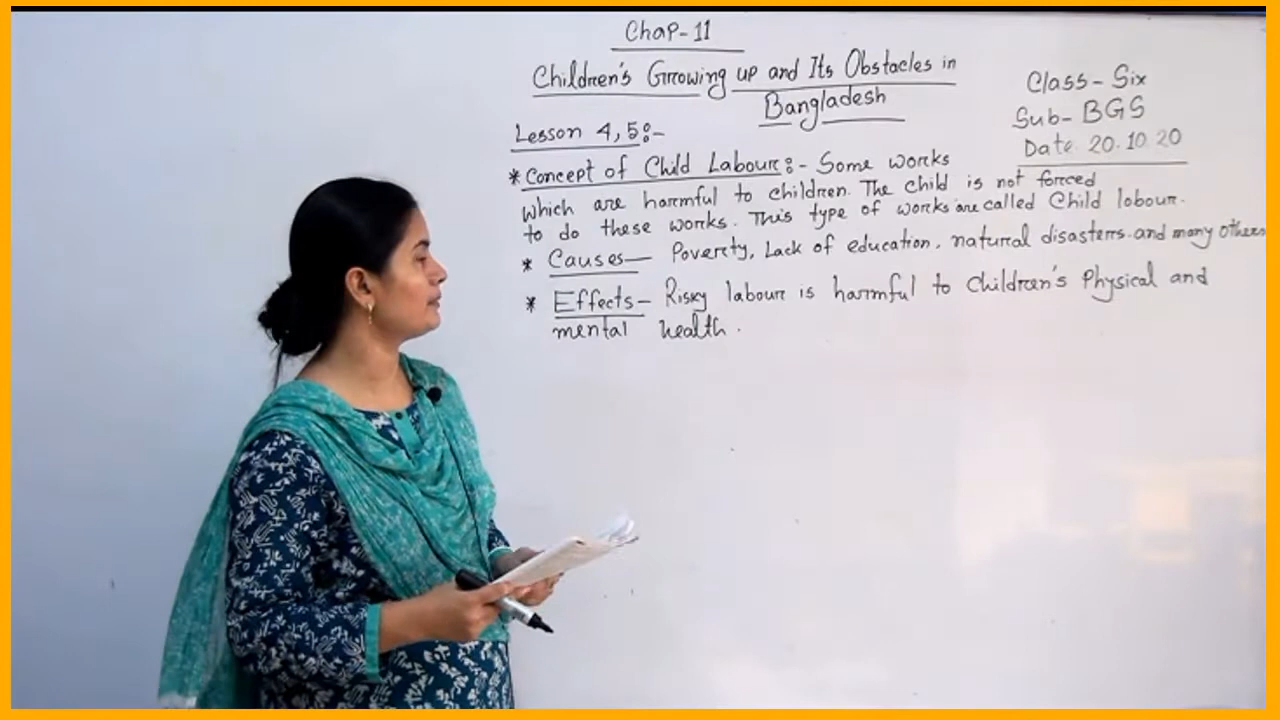 Chap-11
Children's Growing up and Its Obstacles in
Bangladesh
Class- Six
Sub- BGS
Date 20.10.20
Lesson 4,5:-
* Concept of Child Labour:- Some works
which are harmful to children. The child is not forced
to do these works. This type of works are called Child lobour.
* Causes— Poverty, Lack of education, natural disasters and many others
* Effects- Risky labour is harmful to children's Physical and
mental health.